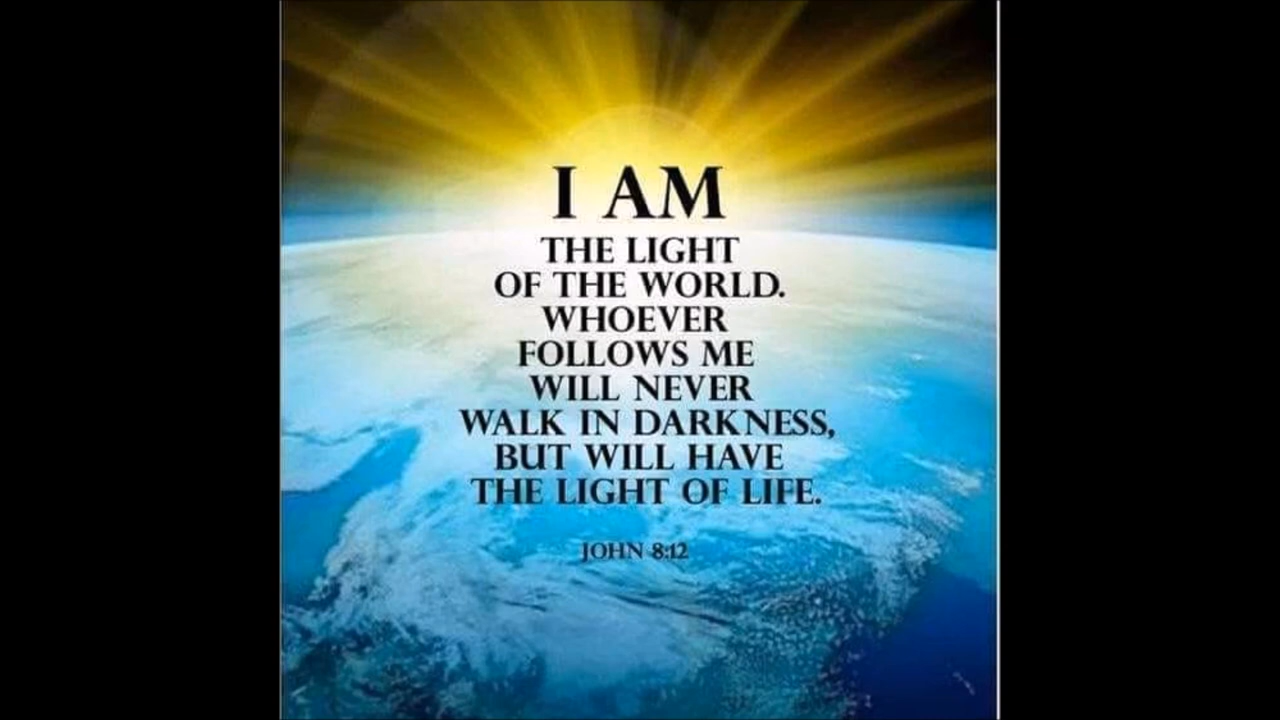 I AM
THE LIGHT
OF THE WORLD.
WHOEVER
FOLLOWS ME
WILL NEVER
WALK IN DARKNESS,
BUT WILL HAVE
THE LIGHT OF LIFE.
JOHN 8:12